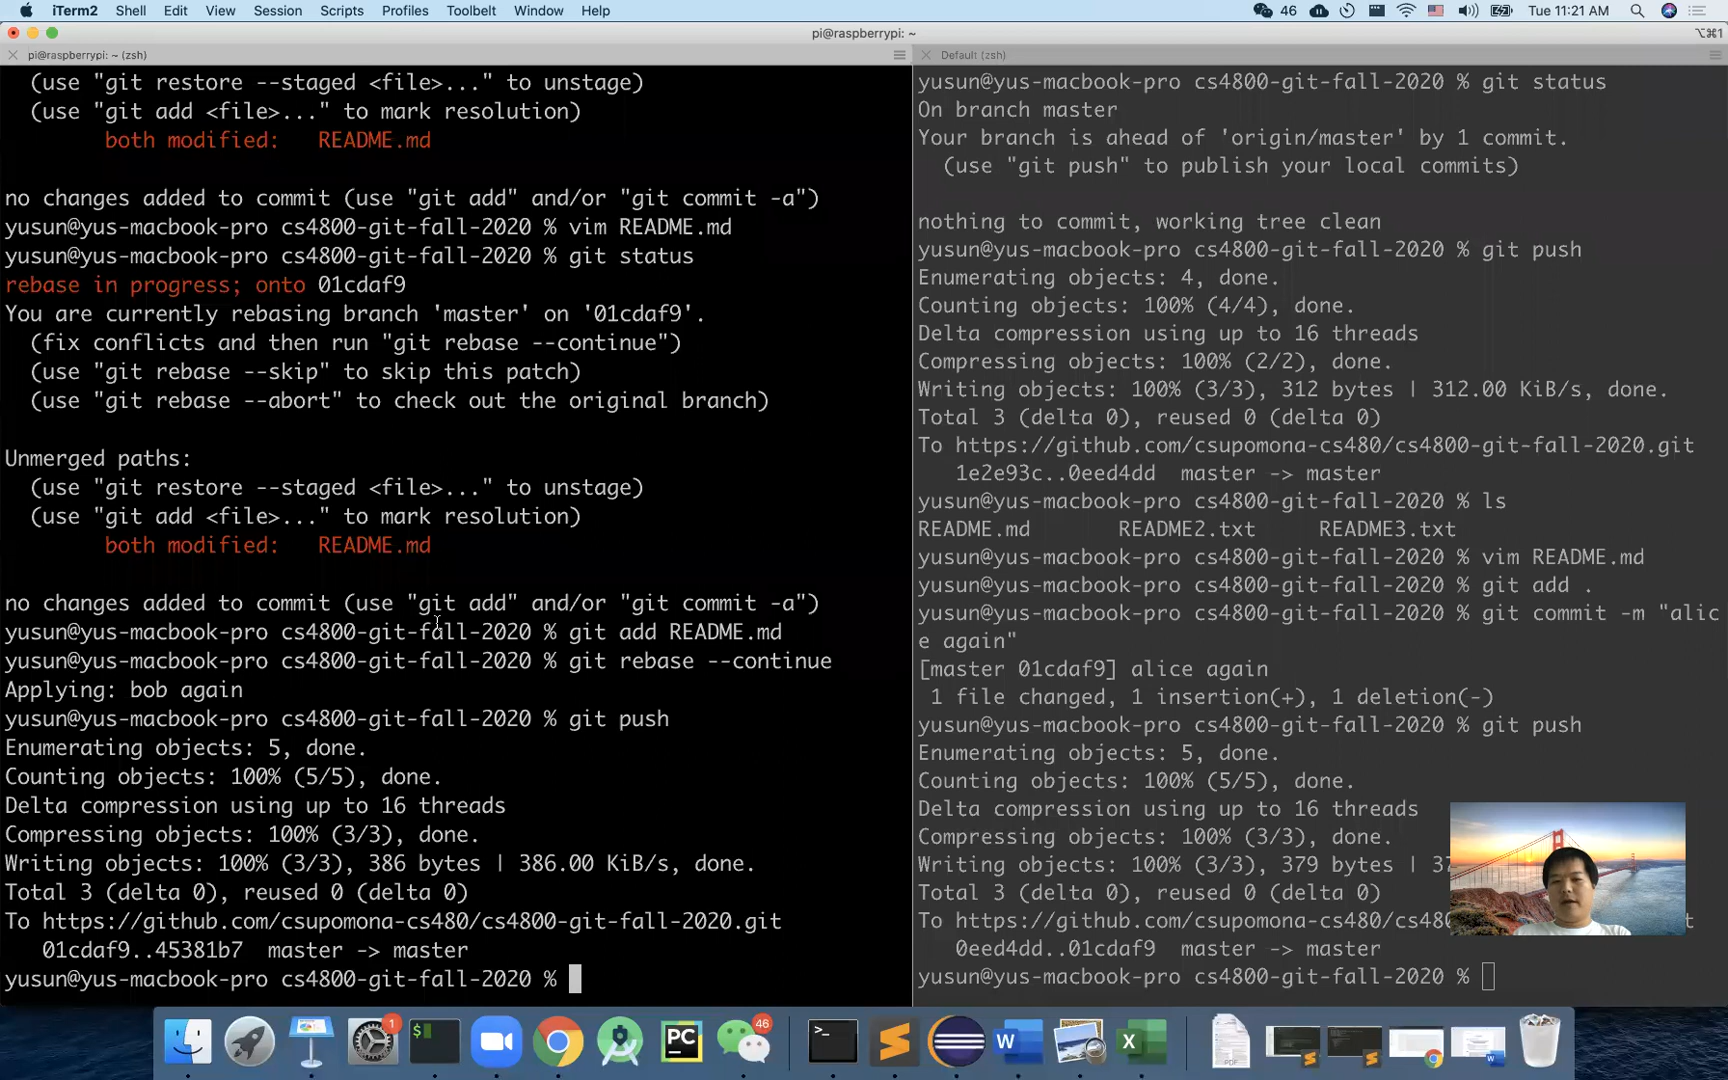 iTerm2 Shell Edit View Session Scripts Profiles Toolbelt Window Help 46 Tue 11:21 AM
pi@raspberrypi: ~ ⌥⌘1
pi@raspberrypi: ~ (zsh)
(use "git restore --staged <file>..." to unstage)
(use "git add <file>..." to mark resolution)
both modified: README.md
no changes added to commit (use "git add" and/or "git commit -a")
yusun@yus-macbook-pro cs4800-git-fall-2020 % vim README.md
yusun@yus-macbook-pro cs4800-git-fall-2020 % git status
rebase in progress; onto 01cdaf9
You are currently rebasing branch 'master' on '01cdaf9'.
(fix conflicts and then run "git rebase --continue")
(use "git rebase --skip" to skip this patch)
(use "git rebase --abort" to check out the original branch)
Unmerged paths:
(use "git restore --staged <file>..." to unstage)
(use "git add <file>..." to mark resolution)
both modified: README.md
no changes added to commit (use "git add" and/or "git commit -a")
yusun@yus-macbook-pro cs4800-git-fall-2020 % git add README.md
yusun@yus-macbook-pro cs4800-git-fall-2020 % git rebase --continue
Applying: bob again
yusun@yus-macbook-pro cs4800-git-fall-2020 % git push
Enumerating objects: 5, done.
Counting objects: 100% (5/5), done.
Delta compression using up to 16 threads
Compressing objects: 100% (3/3), done.
Writing objects: 100% (3/3), 386 bytes | 386.00 KiB/s, done.
Total 3 (delta 0), reused 0 (delta 0)
To https://github.com/csupomona-cs480/cs4800-git-fall-2020.git
01cdaf9..45381b7 master -> master
yusun@yus-macbook-pro cs4800-git-fall-2020 %
Default (zsh)
yusun@yus-macbook-pro cs4800-git-fall-2020 % git status
On branch master
Your branch is ahead of 'origin/master' by 1 commit.
(use "git push" to publish your local commits)
nothing to commit, working tree clean
yusun@yus-macbook-pro cs4800-git-fall-2020 % git push
Enumerating objects: 4, done.
Counting objects: 100% (4/4), done.
Delta compression using up to 16 threads
Compressing objects: 100% (2/2), done.
Writing objects: 100% (3/3), 312 bytes | 312.00 KiB/s, done.
Total 3 (delta 0), reused 0 (delta 0)
To https://github.com/csupomona-cs480/cs4800-git-fall-2020.git
1e2e93c..0eed4dd master -> master
yusun@yus-macbook-pro cs4800-git-fall-2020 % ls
README.md README2.txt README3.txt
yusun@yus-macbook-pro cs4800-git-fall-2020 % vim README.md
yusun@yus-macbook-pro cs4800-git-fall-2020 % git add .
yusun@yus-macbook-pro cs4800-git-fall-2020 % git commit -m "alic
e again"
[master 01cdaf9] alice again
1 file changed, 1 insertion(+), 1 deletion(-)
yusun@yus-macbook-pro cs4800-git-fall-2020 % git push
Enumerating objects: 5, done.
Counting objects: 100% (5/5), done.
Delta compression using up to 16 threads
Compressing objects: 100% (3/3), done.
Writing objects: 100% (3/3), 379 bytes | 37
Total 3 (delta 0), reused 0 (delta 0)
To https://github.com/csupomona-cs480/cs48 t
0eed4dd..01cdaf9 master -> master
yusun@yus-macbook-pro cs4800-git-fall-2020 %
1 $ PC 46 >_ W X PDF